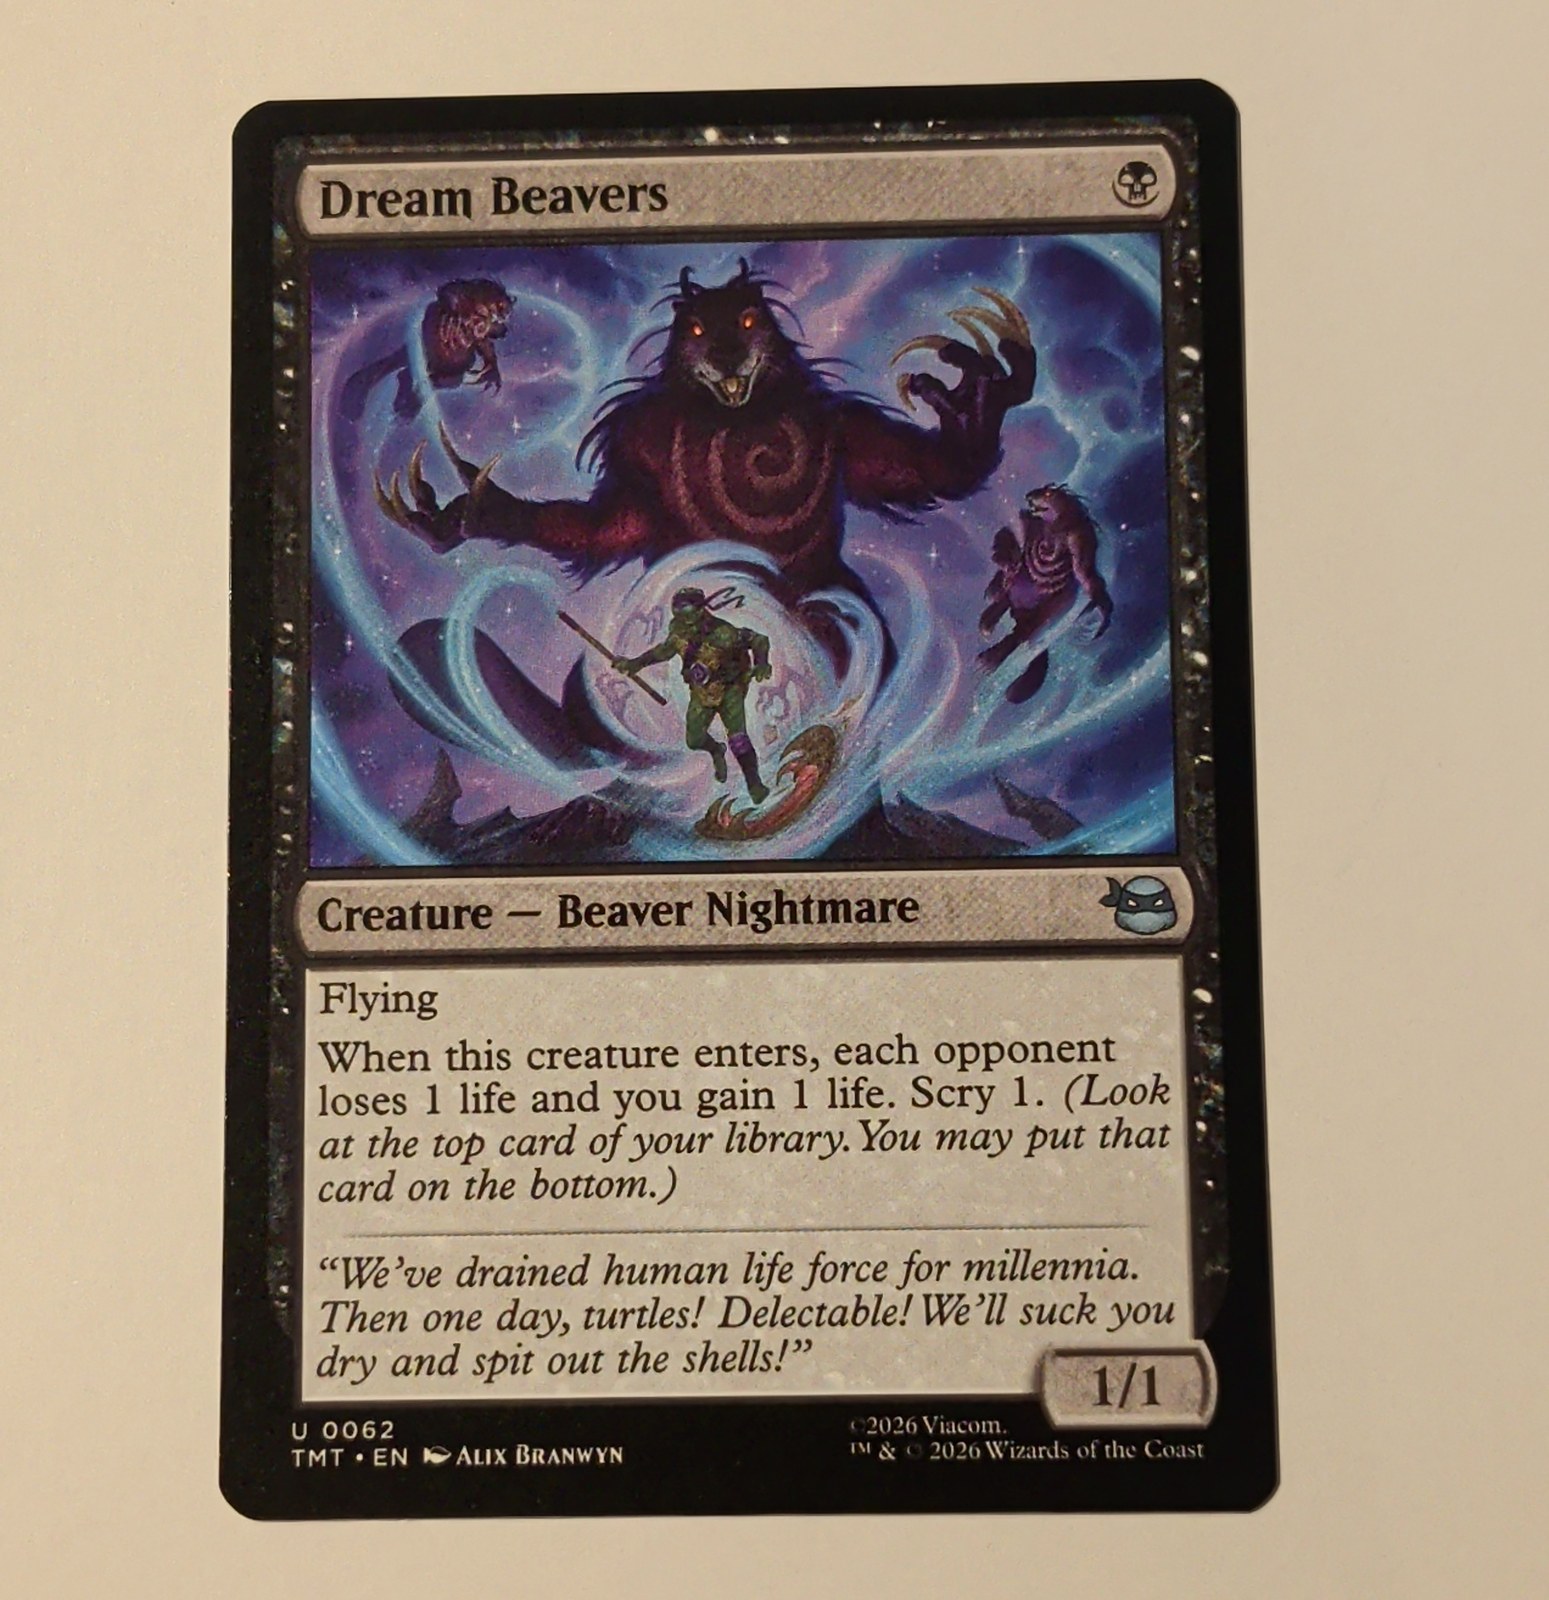 Dream Beavers
Creature — Beaver Nightmare
Flying
When this creature enters, each opponent
loses 1 life and you gain 1 life. Scry 1. (Look
at the top card of your library. You may put that
card on the bottom.)
“We’ve drained human life force for millennia.
Then one day, turtles! Delectable! We’ll suck you
dry and spit out the shells!”
1/1
U 0062
TMT • EN ALIX BRANWYN
©2026 Viacom.
™ & © 2026 Wizards of the Coast